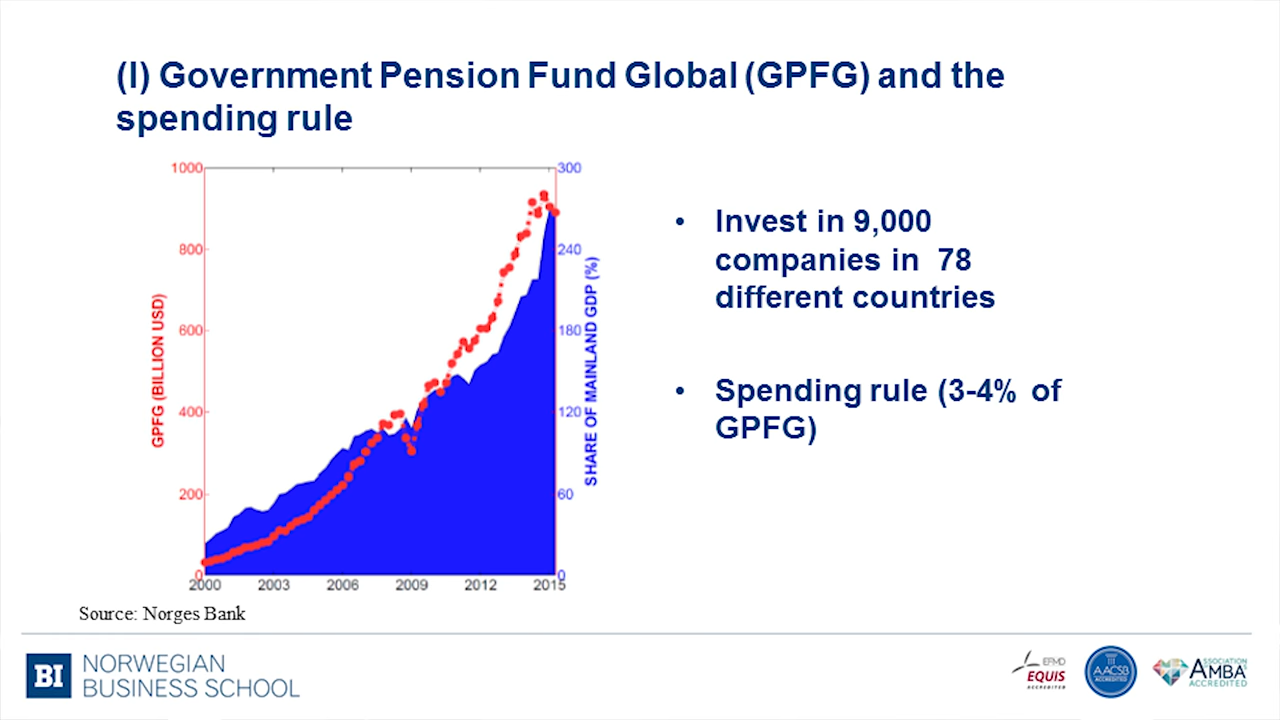 (I) Government Pension Fund Global (GPFG) and the
spending rule
1000
800
600
400
200
0
GPFG (BILLION USD)
300
240
180
120
60
0
SHARE OF MAINLAND GDP (%)
2000 2003 2006 2009 2012 2015
Source: Norges Bank
• Invest in 9,000
companies in 78
different countries
• Spending rule (3-4% of
GPFG)
BI
NORWEGIAN
BUSINESS SCHOOL
EFMD
EQUIS
ACCREDITED
AACSB
ACCREDITED
ASSOCIATION
AMBA
ACCREDITED